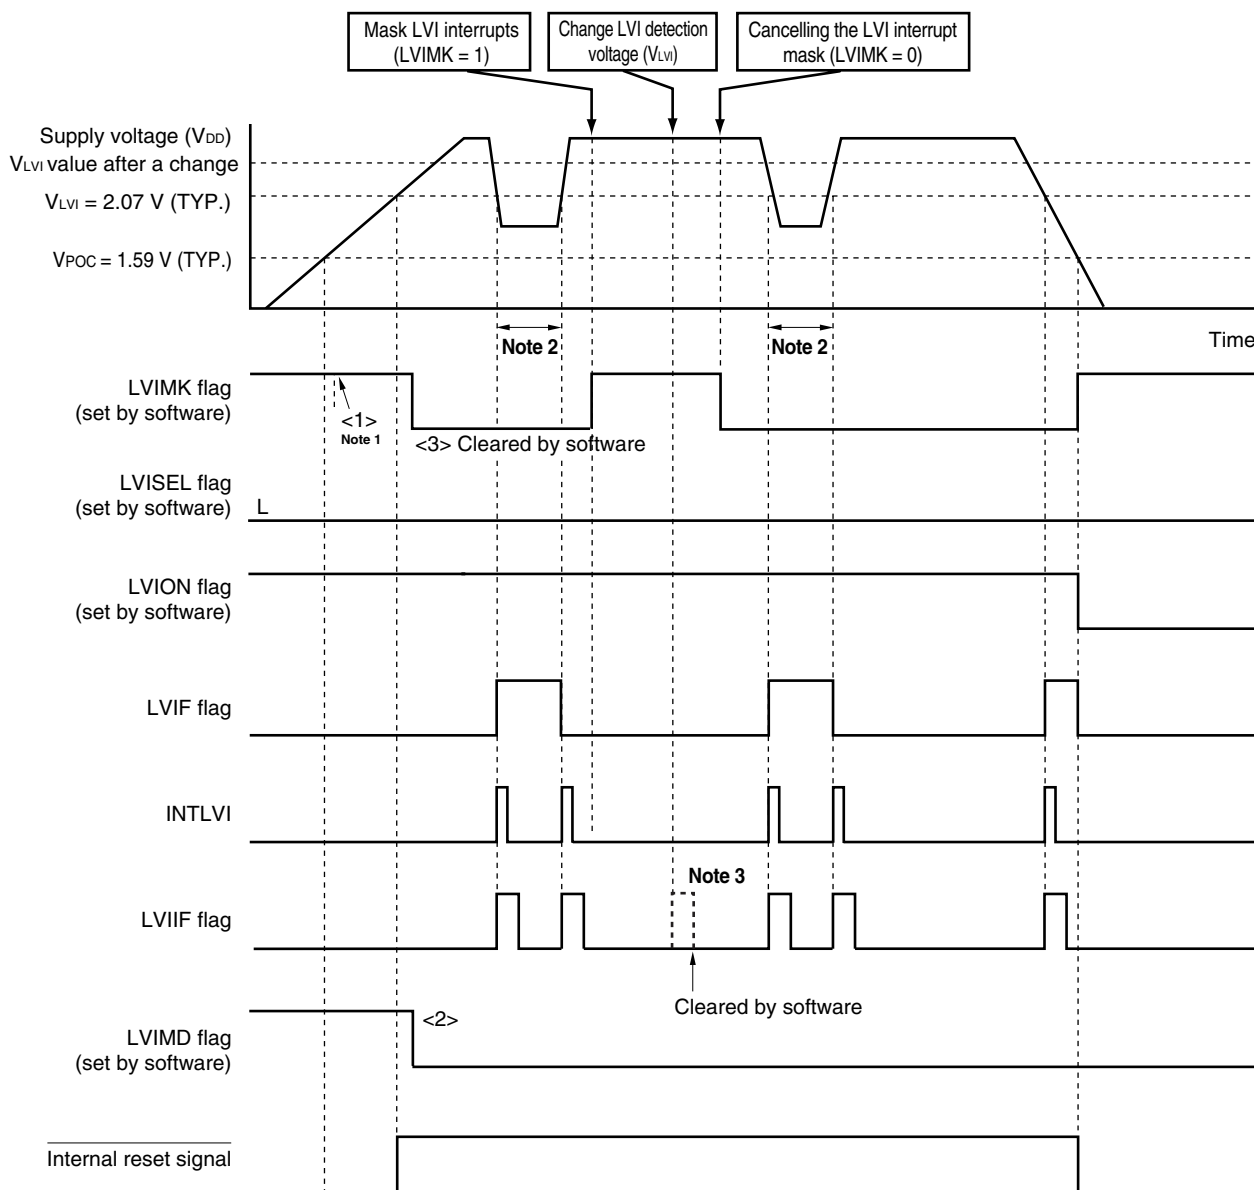 Mask LVI interrupts
(LVIMK = 1)
Change LVI detection
voltage (VLVI)
Cancelling the LVI interrupt
mask (LVIMK = 0)
Supply voltage (VDD)
VLVI value after a change
VLVI = 2.07 V (TYP.)
VPOC = 1.59 V (TYP.)
Time
Note 2
Note 2
LVIMK flag
(set by software)
<1>
Note 1
<3> Cleared by software
LVISEL flag
(set by software)
L
LVION flag
(set by software)
LVIF flag
INTLVI
Note 3
LVIIF flag
Cleared by software
<2>
LVIMD flag
(set by software)
Internal reset signal